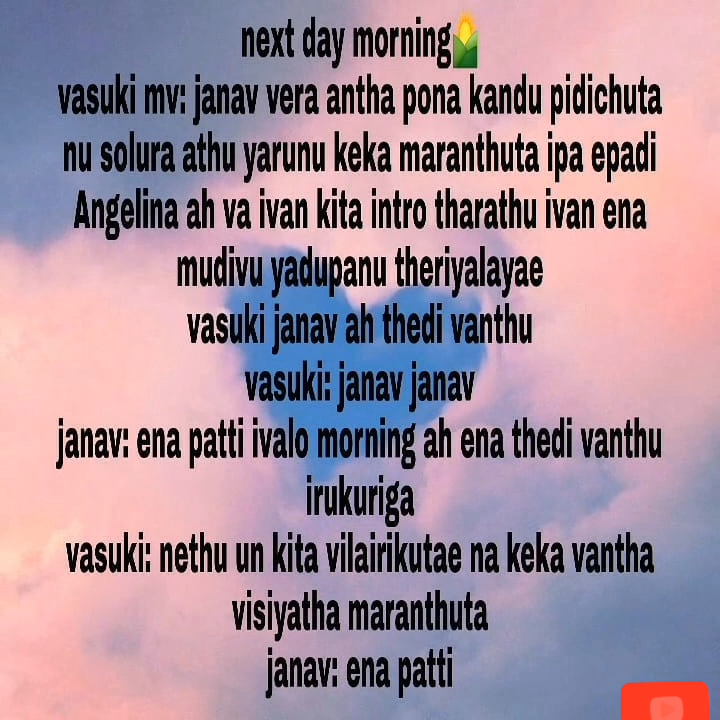 next day morning🌽
vasuki mv: janav vera antha pona kandu pidichuta
nu solura athu yarunu keka maranthuta ipa epadi
Angelina ah va ivan kita intro tharathu ivan ena
mudivu yadupanu theriyalayae
vasuki janav ah thedi vanthu
vasuki: janav janav
janav: ena patti ivalo morning ah ena thedi vanthu
irukuriga
vasuki: nethu un kita vilairikutae na keka vantha
visiyatha maranthuta
janav: ena patti